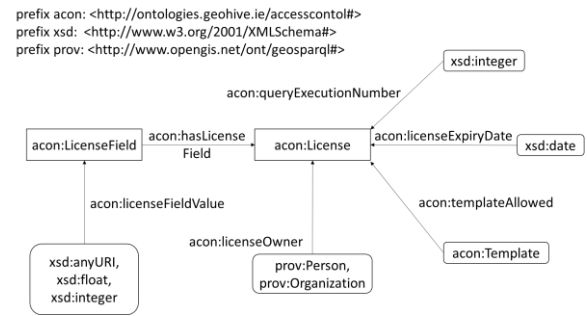 prefix acon: <http://ontologies.geohive.ie/accesscontol#>
prefix xsd: <http://www.w3.org/2001/XMLSchema#>
prefix prov: <http://www.opengis.net/ont/geosparql#>
xsd:integer
acon:queryExecutionNumber
acon:LicenseField
acon:hasLicense
Field
acon:License
acon:licenseExpiryDate
xsd:date
acon:licenseFieldValue
acon:templateAllowed
acon:licenseOwner
xsd:anyURI,
xsd:float,
xsd:integer
prov:Person,
prov:Organization
acon:Template